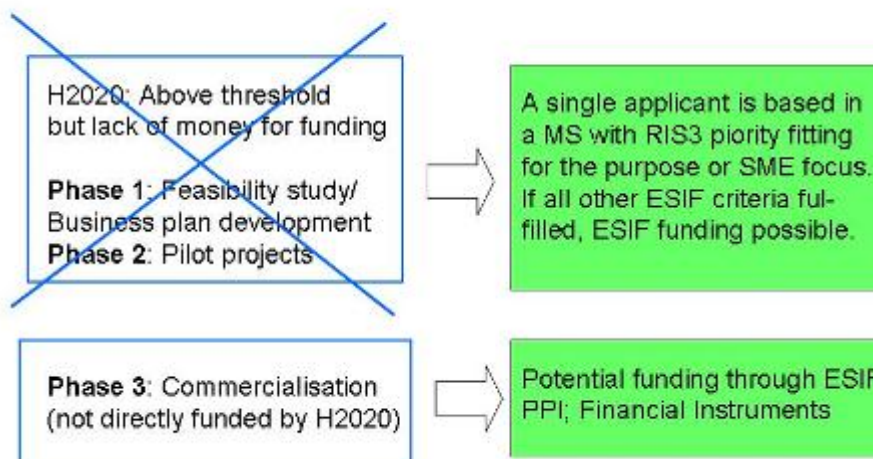 H2020: Above threshold
but lack of money for funding
Phase 1: Feasibility study/
Business plan development
Phase 2: Pilot projects
A single applicant is based in
a MS with RIS3 piority fitting
for the purpose or SME focus.
If all other ESIF criteria ful-
filled, ESIF funding possible.
Phase 3: Commercialisation
(not directly funded by H2020)
Potential funding through ESIF
PPI; Financial Instruments